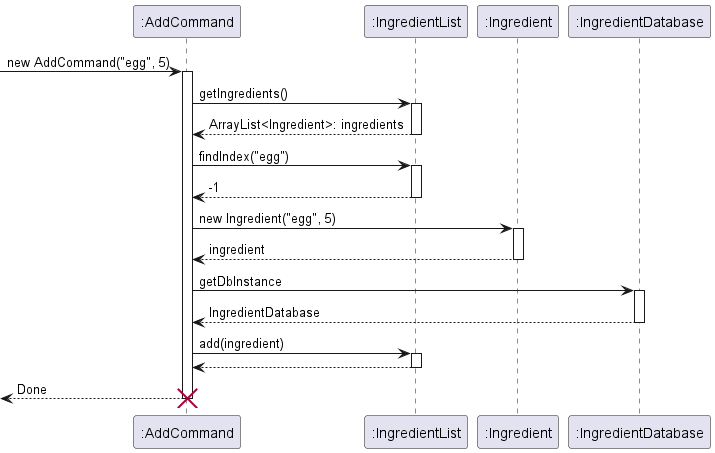 :AddCommand
:IngredientList
:Ingredient
:IngredientDatabase
new AddCommand("egg", 5)
getIngredients()
ArrayList<Ingredient>: ingredients
findIndex("egg")
-1
new Ingredient("egg", 5)
ingredient
getDbInstance
IngredientDatabase
add(ingredient)
Done
:AddCommand
:IngredientList
:Ingredient
:IngredientDatabase